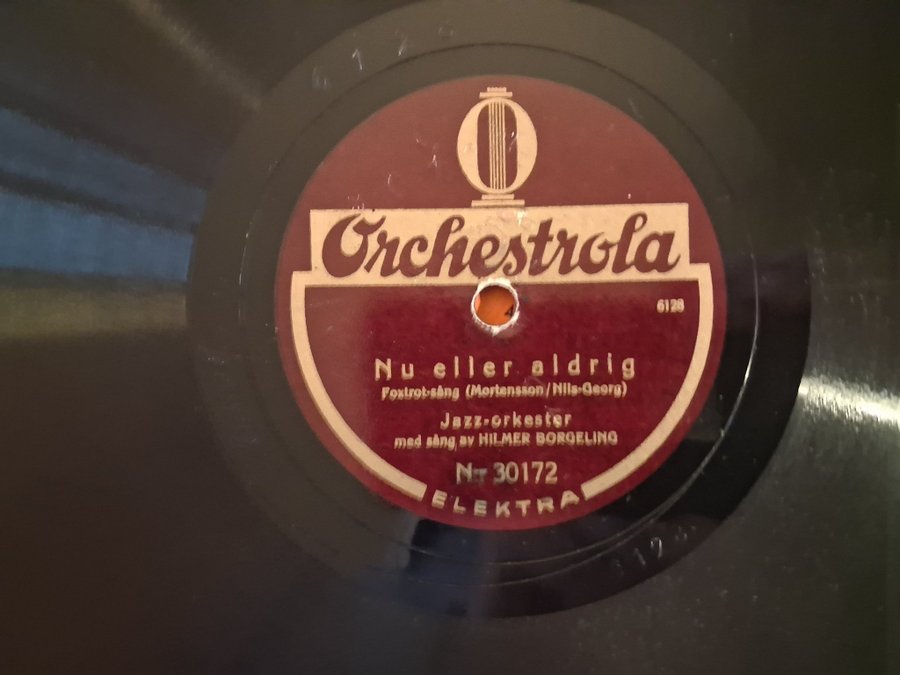 6128
Orchestrola
6128
Nu eller aldrig
Foxtrot-sång (Mortensson/Nils-Georg)
Jazz-orkester
med sång av HILMER BORGELING
Nr 30172
ELEKTRA